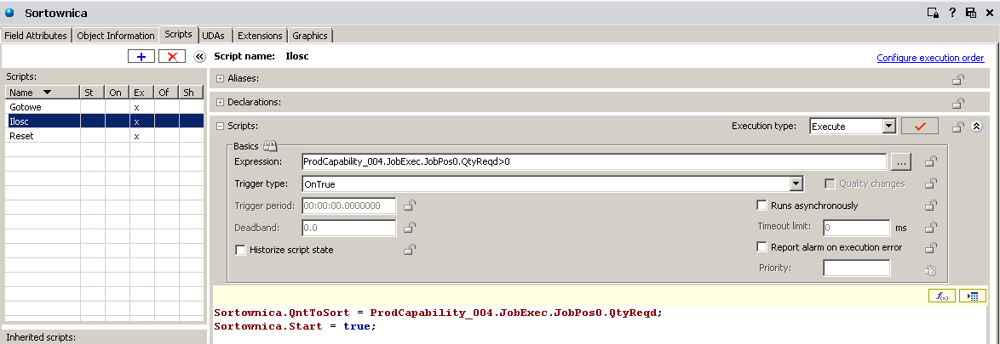 Sortownica
Field Attributes Object Information Scripts UDAs Extensions Graphics
Script name: Ilosc
Configure execution order
Scripts:
Name St On Ex Of Sh
Gotowe x
Ilosc x
Reset x
Inherited scripts:
Aliases:
Declarations:
Scripts:
Execution type: Execute
Basics
Expression: ProdCapability_004.JobExec.JobPos0.QtyReqd>0 ...
Trigger type: OnTrue Quality changes
Trigger period: 00:00:00.0000000 Runs asynchronously
Deadband: 0.0 Timeout limit: 0 ms
Historize script state Report alarm on execution error
Priority:
f(x)
Sortownica.QntToSort = ProdCapability_004.JobExec.JobPos0.QtyReqd;
Sortownica.Start = true;